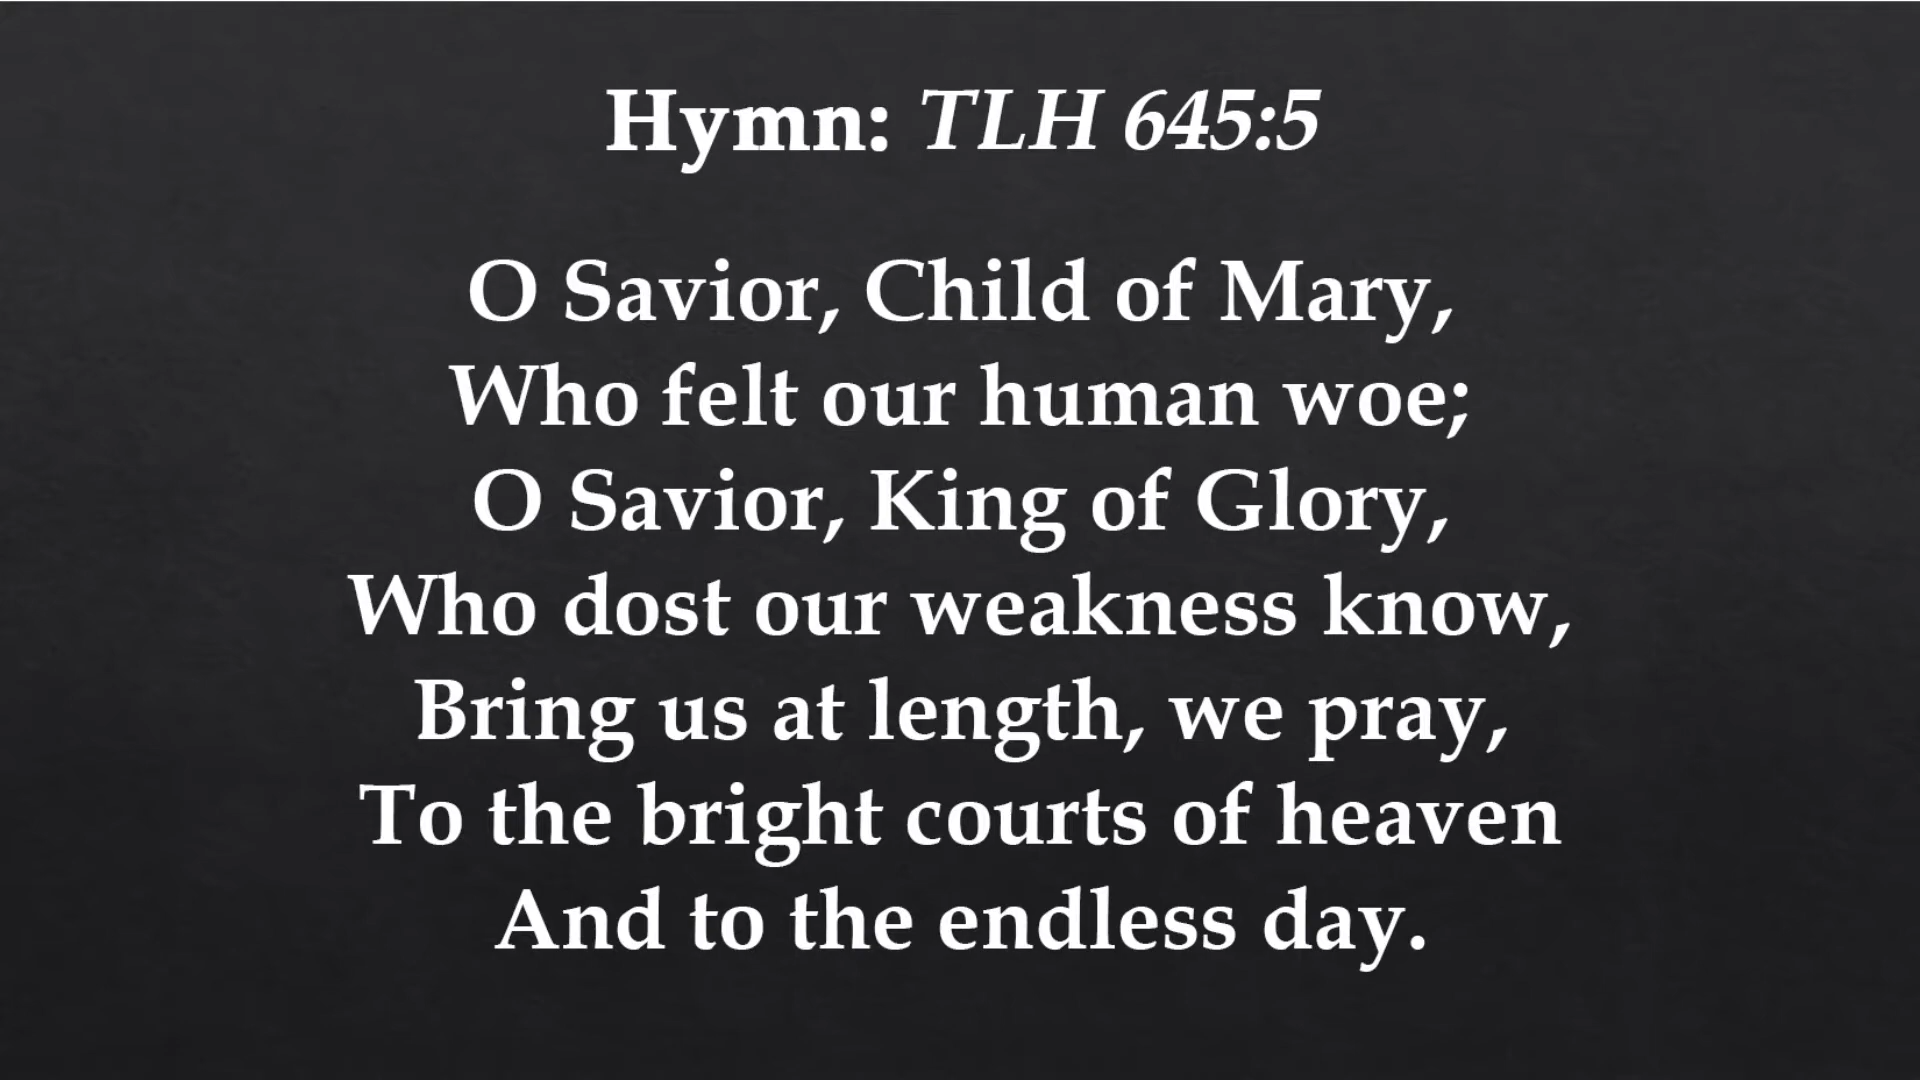 Hymn: TLH 645:5
O Savior, Child of Mary,
Who felt our human woe;
O Savior, King of Glory,
Who dost our weakness know,
Bring us at length, we pray,
To the bright courts of heaven
And to the endless day.